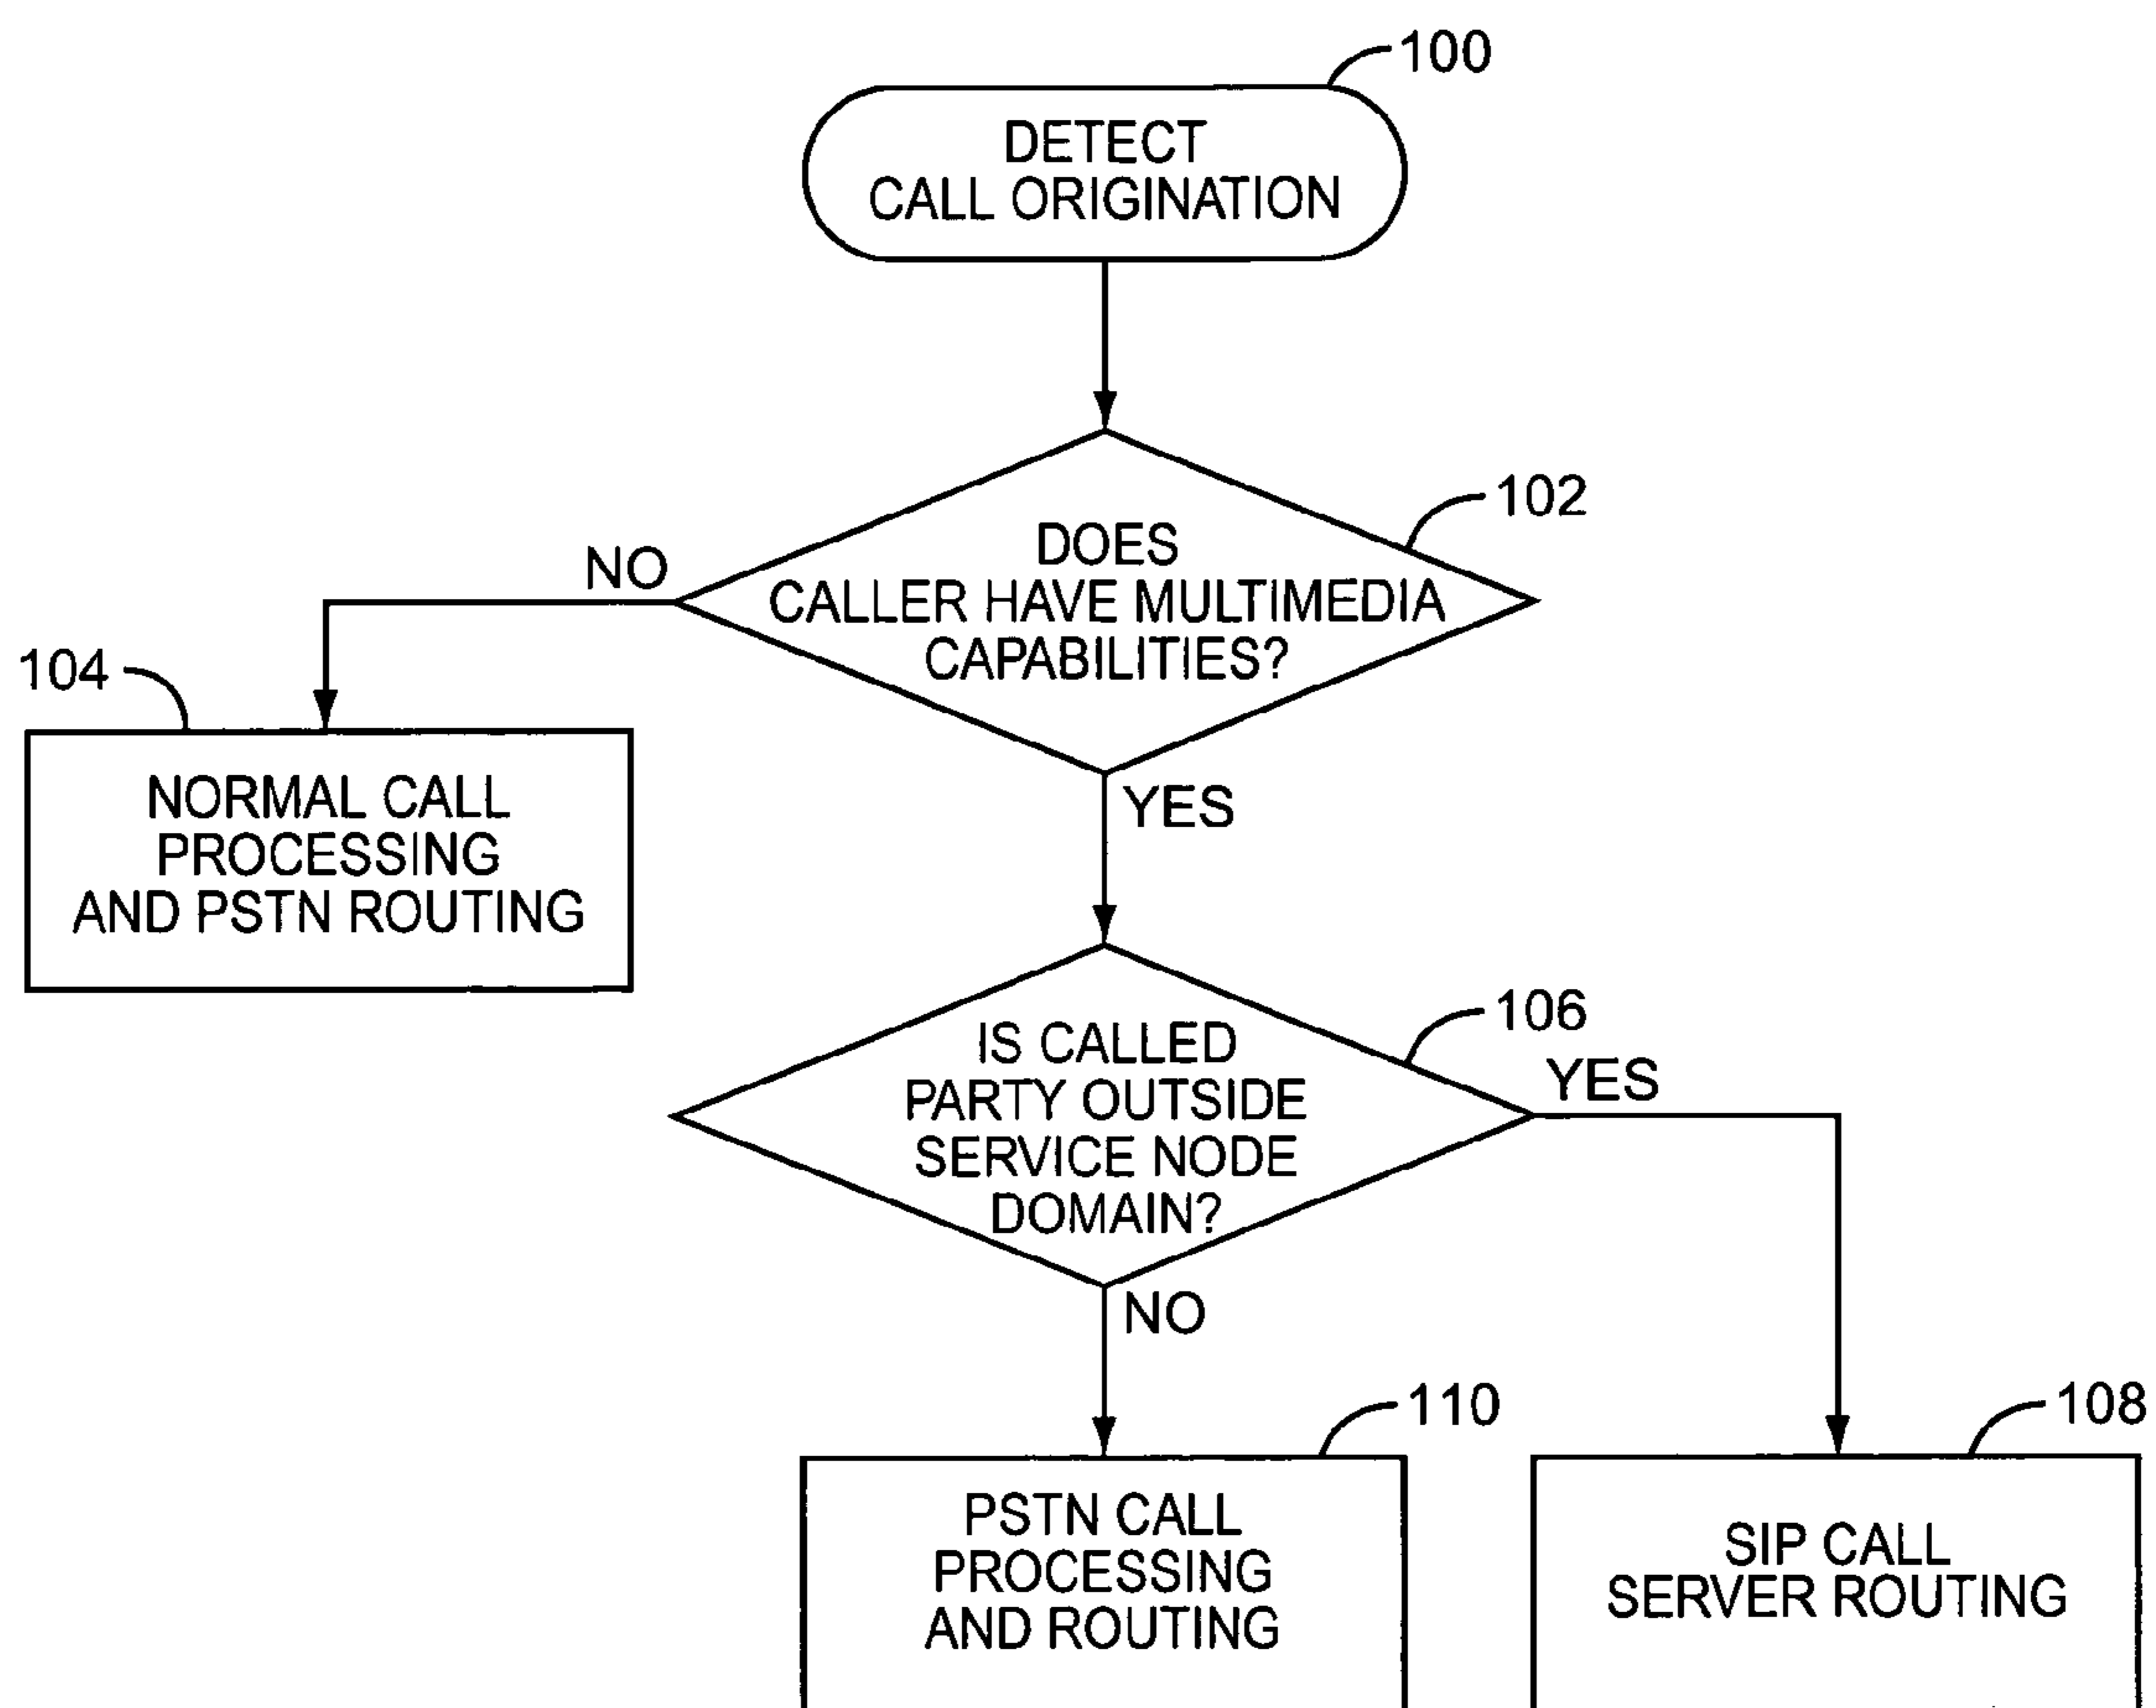 100
DETECT
CALL ORIGINATION
102
DOES
CALLER HAVE MULTIMEDIA
CAPABILITIES?
NO
104
NORMAL CALL
PROCESSING
AND PSTN ROUTING
YES
106
IS CALLED
PARTY OUTSIDE
SERVICE NODE
DOMAIN?
YES
NO
110
PSTN CALL
PROCESSING
AND ROUTING
108
SIP CALL
SERVER ROUTING